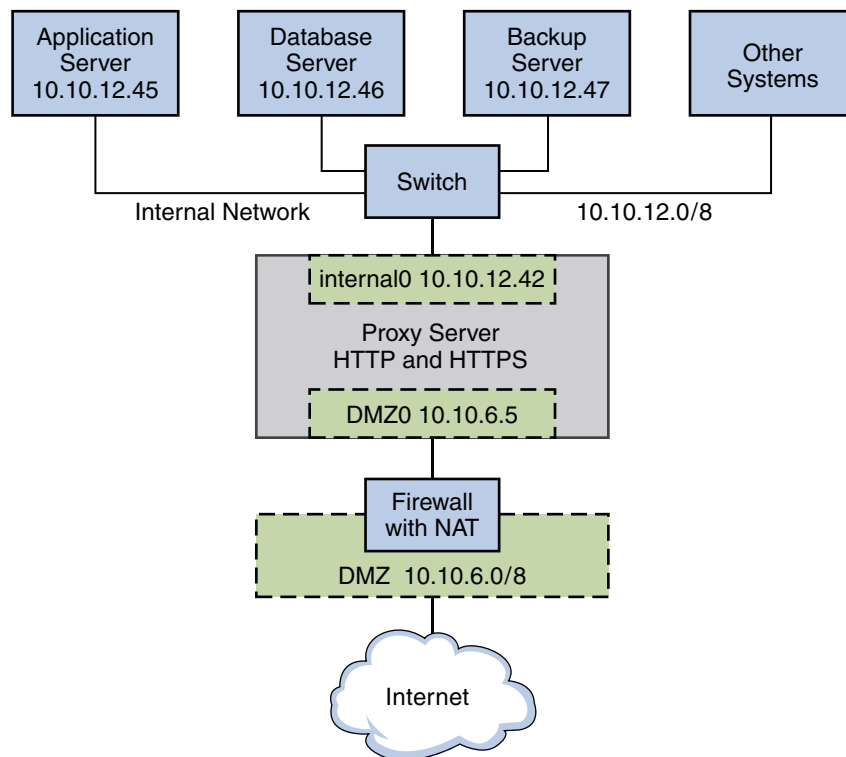 Application
Server
10.10.12.45
Database
Server
10.10.12.46
Backup
Server
10.10.12.47
Other
Systems
Switch
Internal Network
10.10.12.0/8
internal0 10.10.12.42
Proxy Server
HTTP and HTTPS
DMZ0 10.10.6.5
Firewall
with NAT
DMZ 10.10.6.0/8
Internet